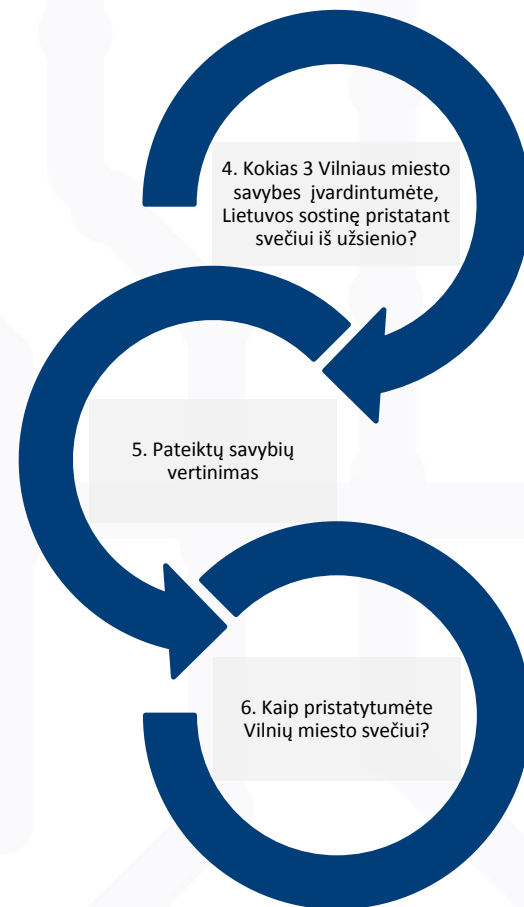 4. Kokias 3 Vilniaus miesto
savybes įvardintumėte,
Lietuvos sostinę pristatant
svečiui iš užsienio?
5. Pateiktų savybių
vertinimas
6. Kaip pristatytumėte
Vilnių miesto svečiui?